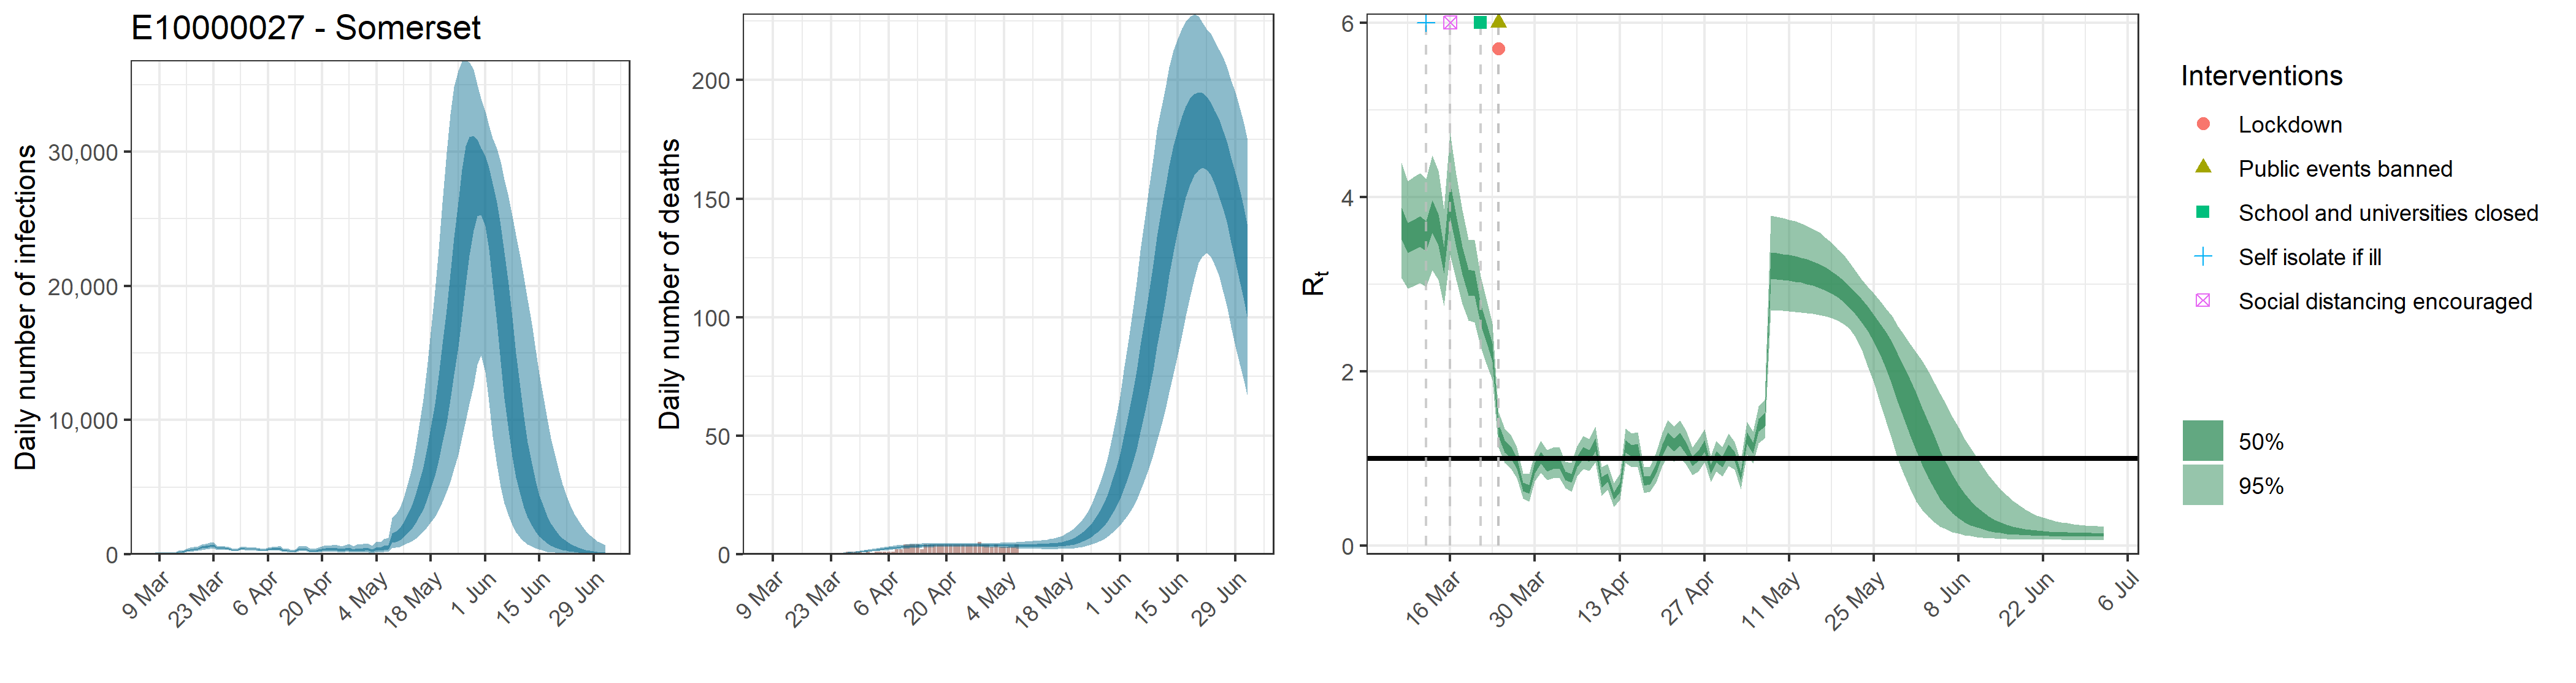 E10000027 - Somerset
Daily number of infections
30,000
20,000
10,000
0
9 Mar
23 Mar
6 Apr
20 Apr
4 May
18 May
1 Jun
15 Jun
29 Jun
Daily number of deaths
200
150
100
50
0
9 Mar
23 Mar
6 Apr
20 Apr
4 May
18 May
1 Jun
15 Jun
29 Jun
Rt
6
4
2
0
16 Mar
30 Mar
13 Apr
27 Apr
11 May
25 May
8 Jun
22 Jun
6 Jul
Interventions
Lockdown
Public events banned
School and universities closed
Self isolate if ill
Social distancing encouraged
50%
95%